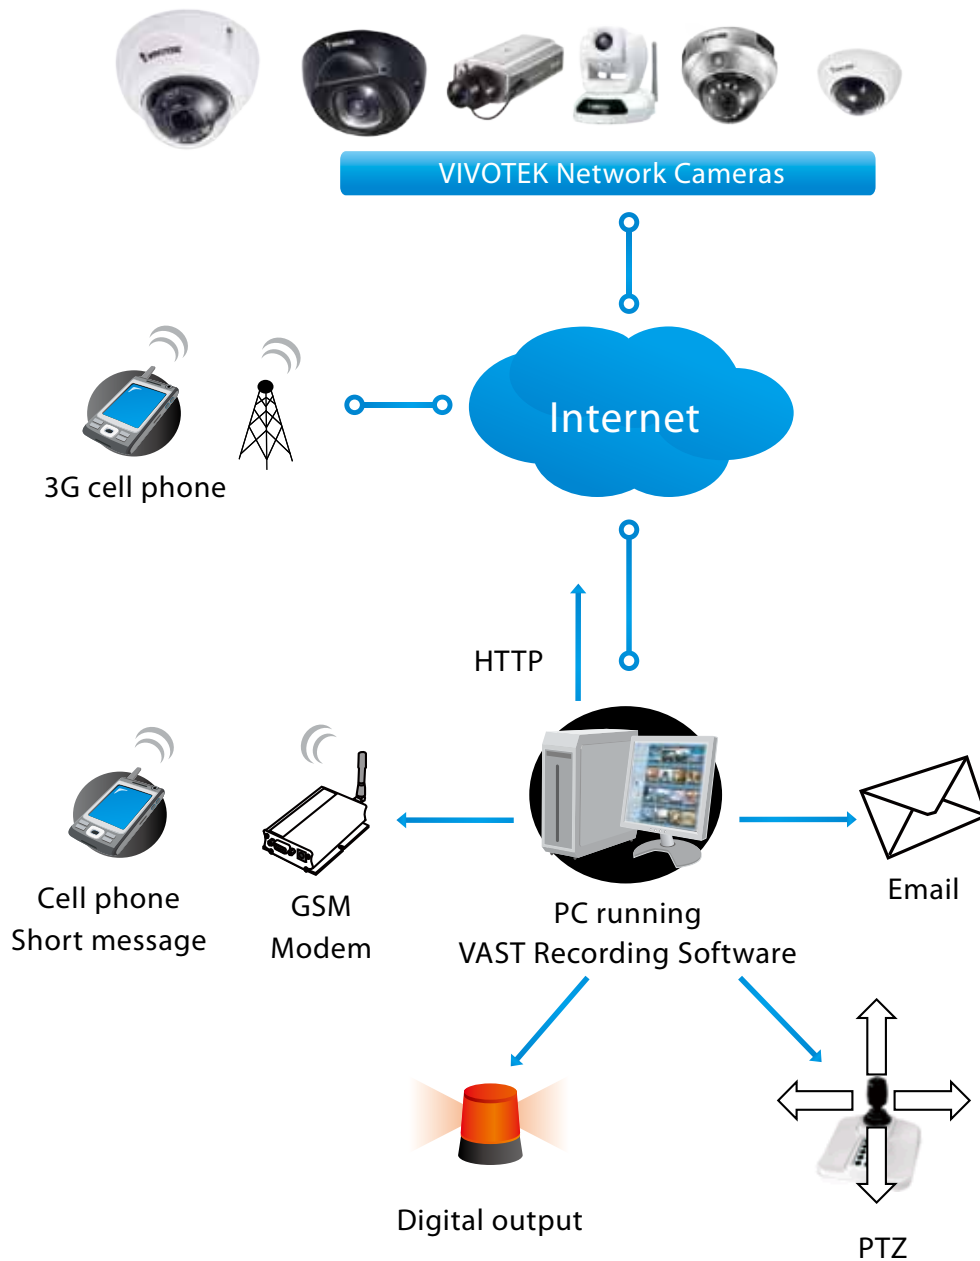 VIVOTEK
VIVOTEK Network Cameras
Internet
3G cell phone
HTTP
Cell phone
Short message
GSM
Modem
PC running
VAST Recording Software
Email
Digital output
PTZ